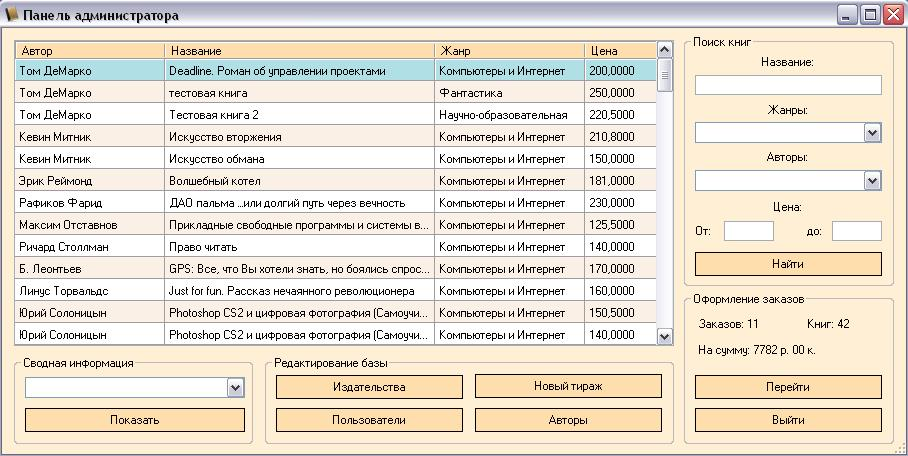 Панель администратора
Автор Название Жанр Цена
Том ДеМарко Deadline. Роман об управлении проектами Компьютеры и Интернет 200,0000
Том ДеМарко тестовая книга Фантастика 250,0000
Том ДеМарко Тестовая книга 2 Научно-образовательная 220,5000
Кевин Митник Искусство вторжения Компьютеры и Интернет 210,8000
Кевин Митник Искусство обмана Компьютеры и Интернет 150,0000
Эрик Реймонд Волшебный котел Компьютеры и Интернет 181,0000
Рафиков Фарид ДАО пальма ...или долгий путь через вечность Компьютеры и Интернет 230,0000
Максим Отставнов Прикладные свободные программы и системы в... Компьютеры и Интернет 125,5000
Ричард Столлман Право читать Компьютеры и Интернет 140,0000
Б. Леонтьев GPS: Все, что Вы хотели знать, но боялись спрос... Компьютеры и Интернет 170,0000
Линус Торвальдс Just for fun. Рассказ нечаянного революционера Компьютеры и Интернет 160,0000
Юрий Солоницын Photoshop CS2 и цифровая фотография (Самоучи... Компьютеры и Интернет 150,5000
Юрий Солоницын Photoshop CS2 и цифровая фотография (Самоучи... Компьютеры и Интернет 140,0000
Поиск книг
Название:
Жанры:
Авторы:
Цена:
От: до:
Найти
Оформление заказов
Заказов: 11 Книг: 42
На сумму: 7782 р. 00 к.
Перейти
Выйти
Сводная информация
Показать
Редактирование базы
Издательства Новый тираж
Пользователи Авторы